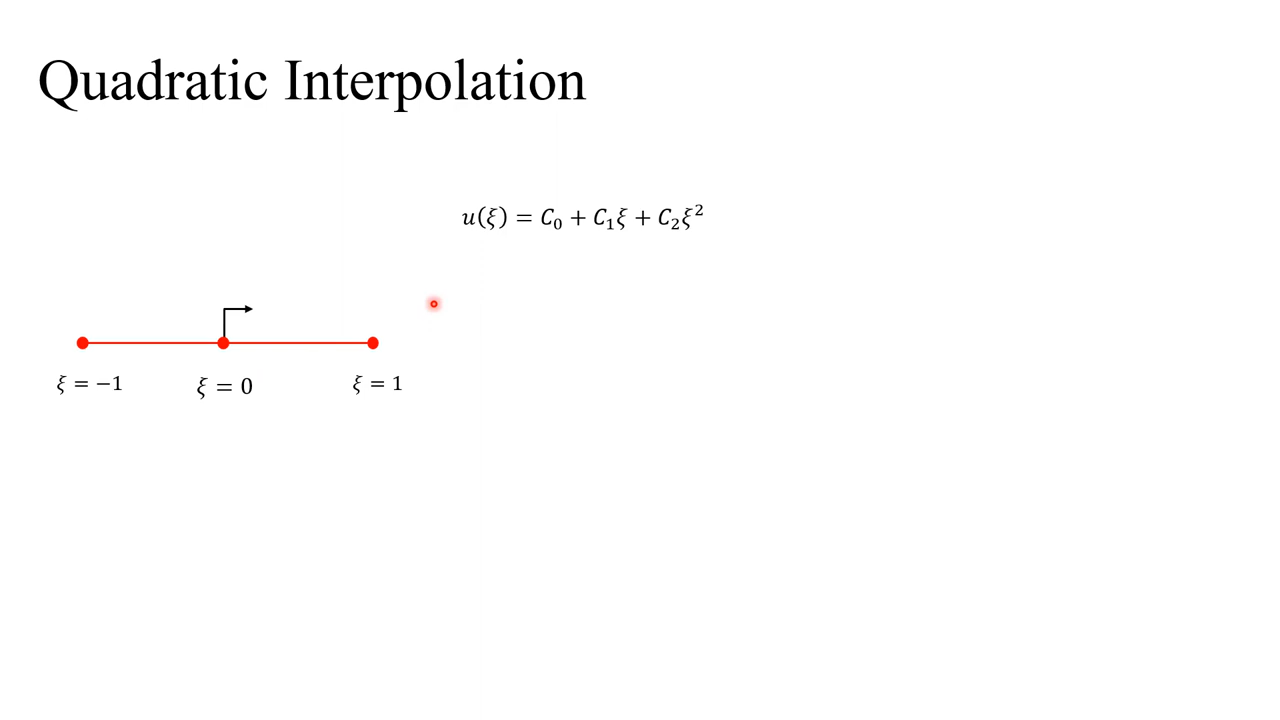 Quadratic Interpolation
𝑢(𝜉) = 𝐶₀ + 𝐶₁𝜉 + 𝐶₂𝜉²
𝜉 = −1
𝜉 = 0
𝜉 = 1